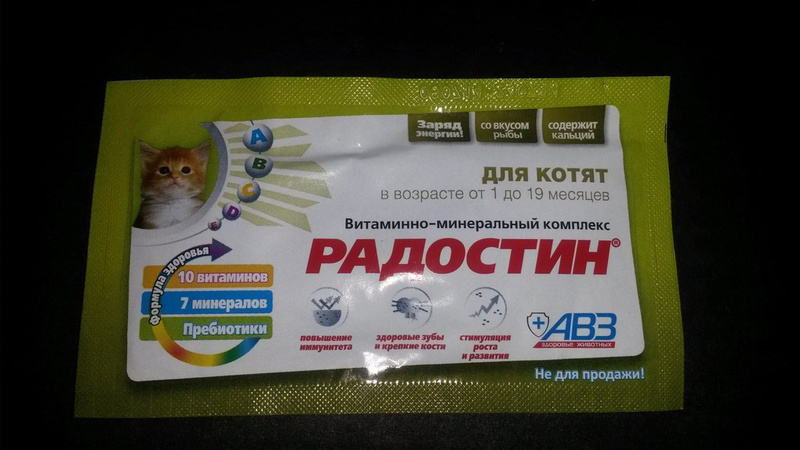 Заряд
энергии!
со вкусом
рыбы
содержит
кальций
A
B
C
D
E
для котят
в возрасте от 1 до 19 месяцев
Витаминно-минеральный комплекс
РАДОСТИН®
формула здоровья
10 витаминов
7 минералов
Пребиотики
повышение
иммунитета
здоровые зубы
и крепкие кости
стимуляция
роста
и развития
АВЗ
здоровье животных
Не для продажи!